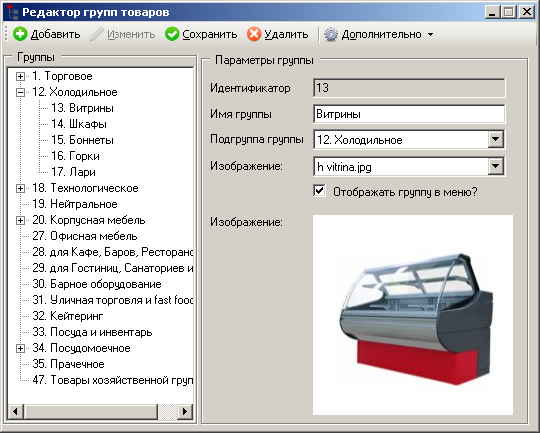 Редактор групп товаров
Добавить Изменить Сохранить Удалить Дополнительно
Группы
1. Торговое
12. Холодильное
13. Витрины
14. Шкафы
15. Боннеты
16. Горки
17. Лари
18. Технологическое
19. Нейтральное
20. Корпусная мебель
27. Офисная мебель
28. для Кафе, Баров, Ресторано
29. для Гостиниц, Санаториев и
30. Барное оборудование
31. Уличная торговля и fast food
32. Кейтеринг
33. Посуда и инвентарь
34. Посудомоечное
35. Прачечное
47. Товары хозяйственной груп
Параметры группы
Идентификатор 13
Имя группы Витрины
Подгруппа группы 12. Холодильное
Изображение: h vitrina.jpg
Отображать группу в меню?
Изображение: